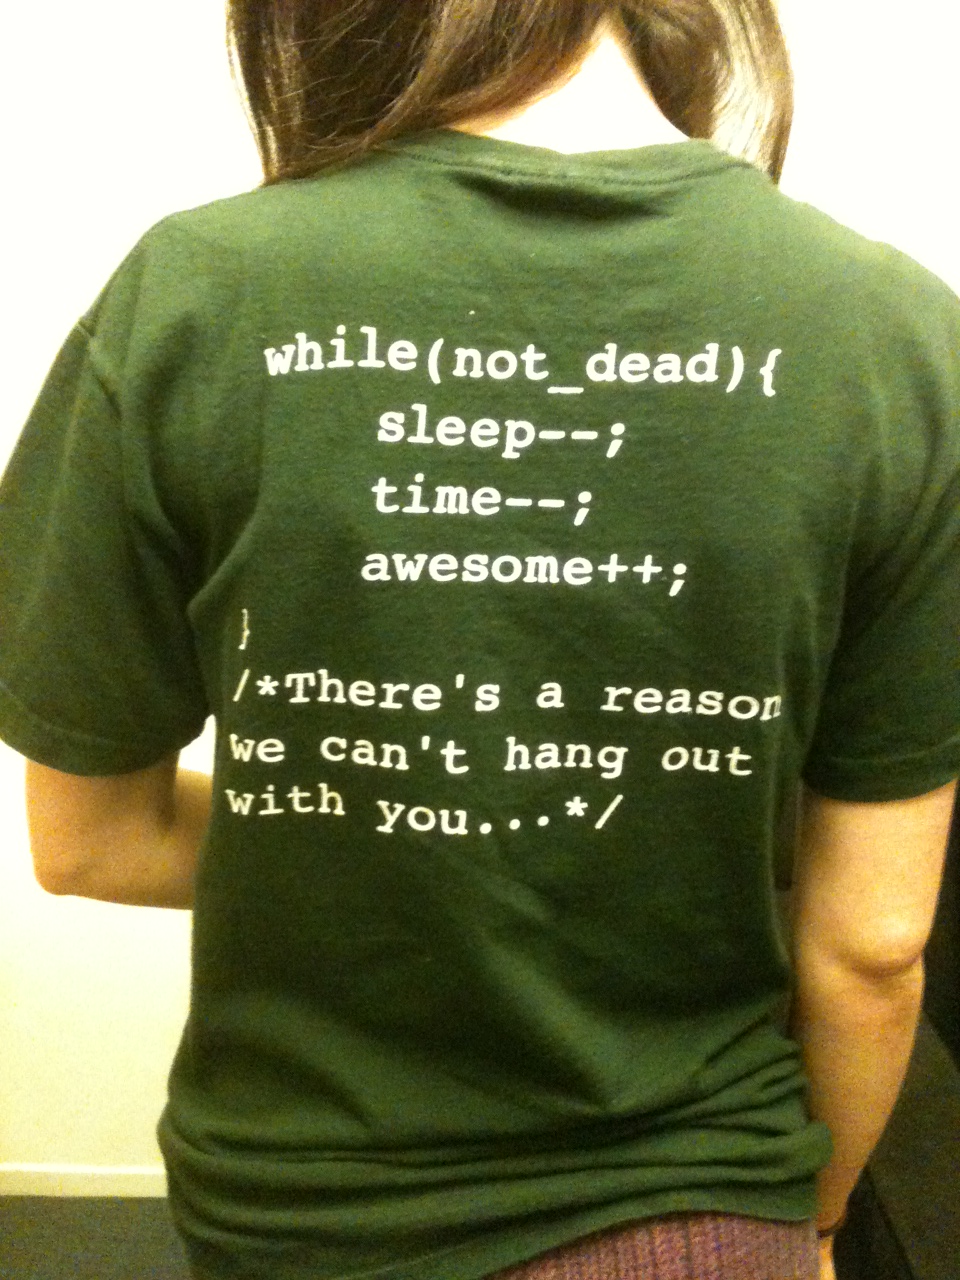 while(not_dead){
sleep--;
time--;
awesome++;
}
/*There's a reason
we can't hang out
with you...*/